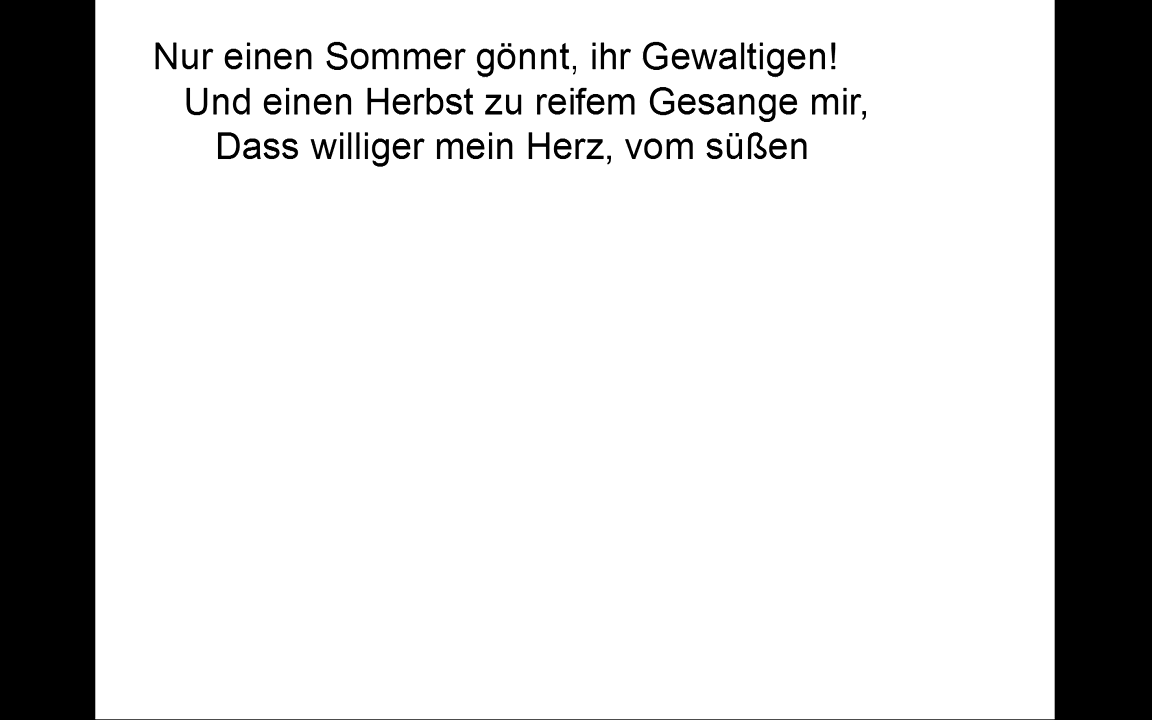 Nur einen Sommer gönnt, ihr Gewaltigen!
Und einen Herbst zu reifem Gesange mir,
Dass williger mein Herz, vom süßen